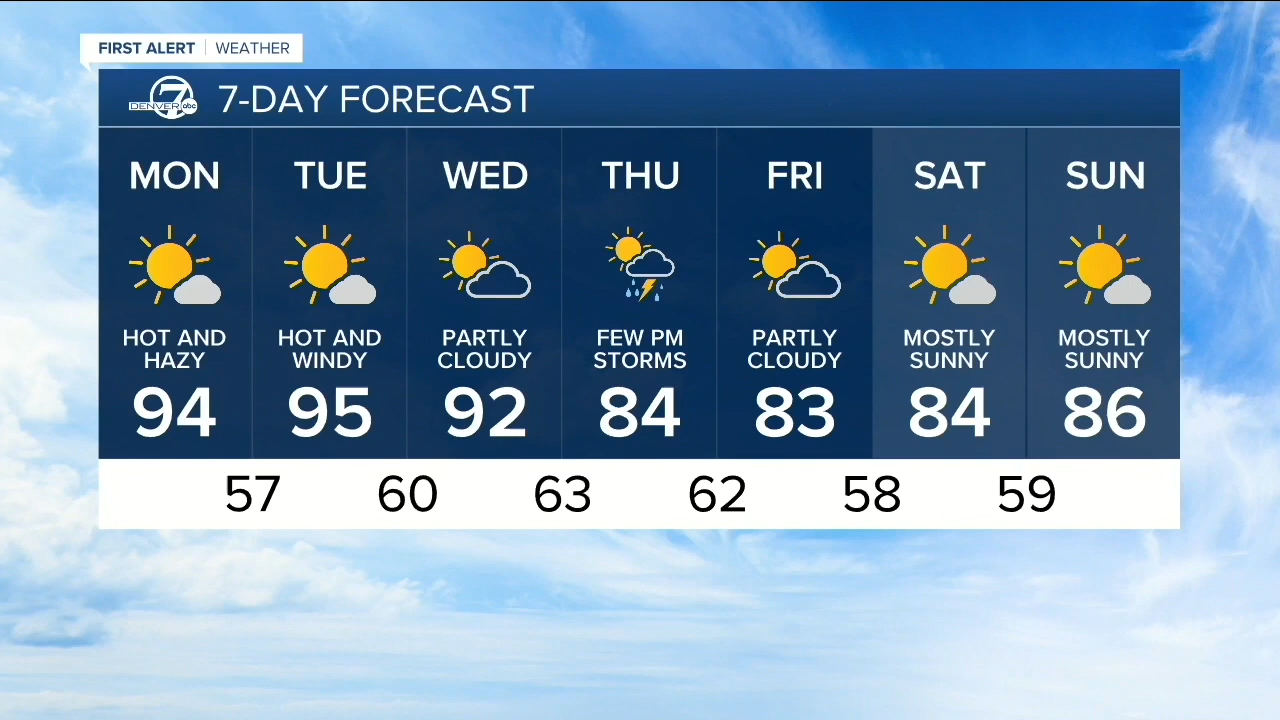 FIRST ALERT | WEATHER
DENVER 7 abc 7-DAY FORECAST
MON TUE WED THU FRI SAT SUN
HOT AND HOT AND PARTLY FEW PM PARTLY MOSTLY MOSTLY
HAZY WINDY CLOUDY STORMS CLOUDY SUNNY SUNNY
94 95 92 84 83 84 86
57 60 63 62 58 59